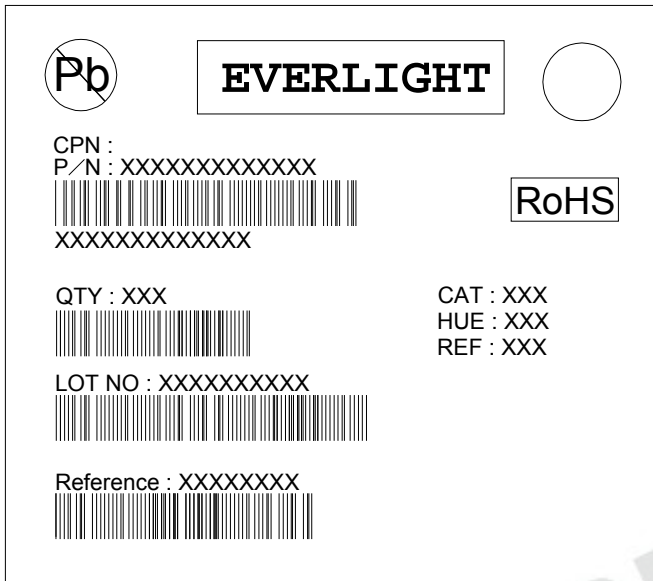 Pb
EVERLIGHT
CPN :
P/N : XXXXXXXXXXXXX
RoHS
XXXXXXXXXXXXX
QTY : XXX
CAT : XXX
HUE : XXX
REF : XXX
LOT NO : XXXXXXXXXX
Reference : XXXXXXXX